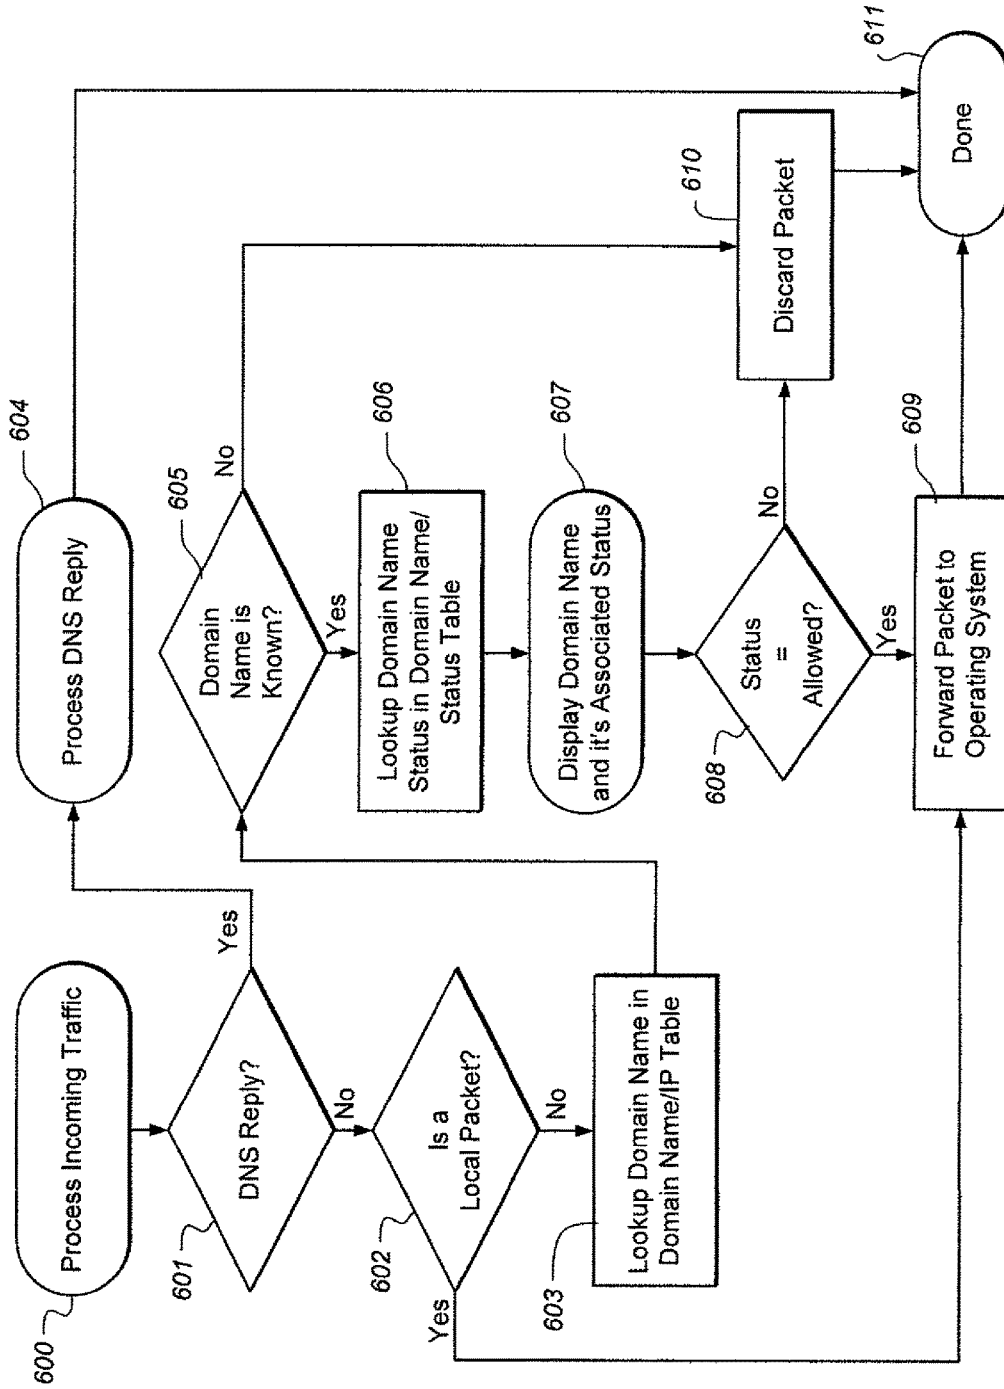 600
Process Incoming Traffic
601
DNS Reply?
Yes
No
602
Is a
Local Packet?
Yes
No
603
Lookup Domain Name in
Domain Name/IP Table
604
Process DNS Reply
605
Domain
Name is
Known?
No
Yes
606
Lookup Domain Name
Status in Domain Name/
Status Table
607
Display Domain Name
and it's Associated Status
608
Status
=
Allowed?
No
Yes
609
Forward Packet to
Operating System
610
Discard Packet
611
Done